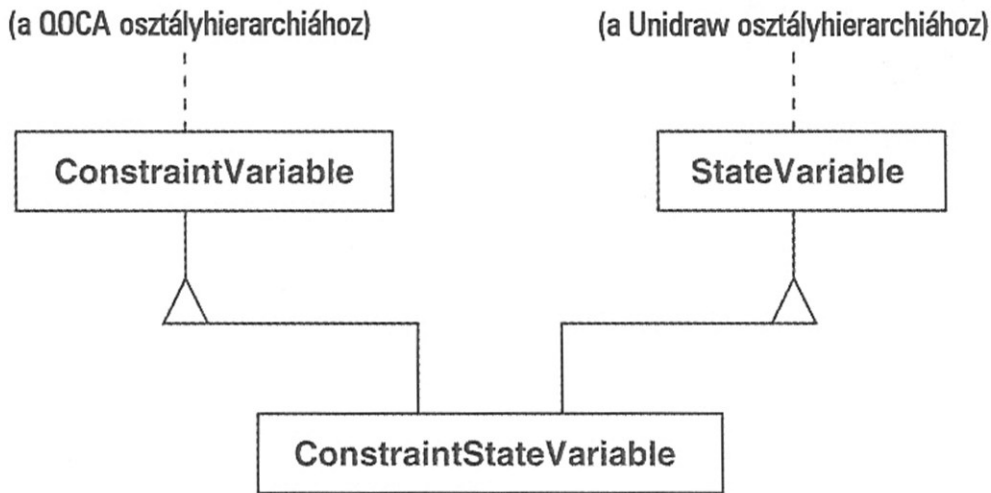 (a QOCA osztályhierarchiához)
(a Unidraw osztályhierarchiához)
ConstraintVariable
StateVariable
ConstraintStateVariable